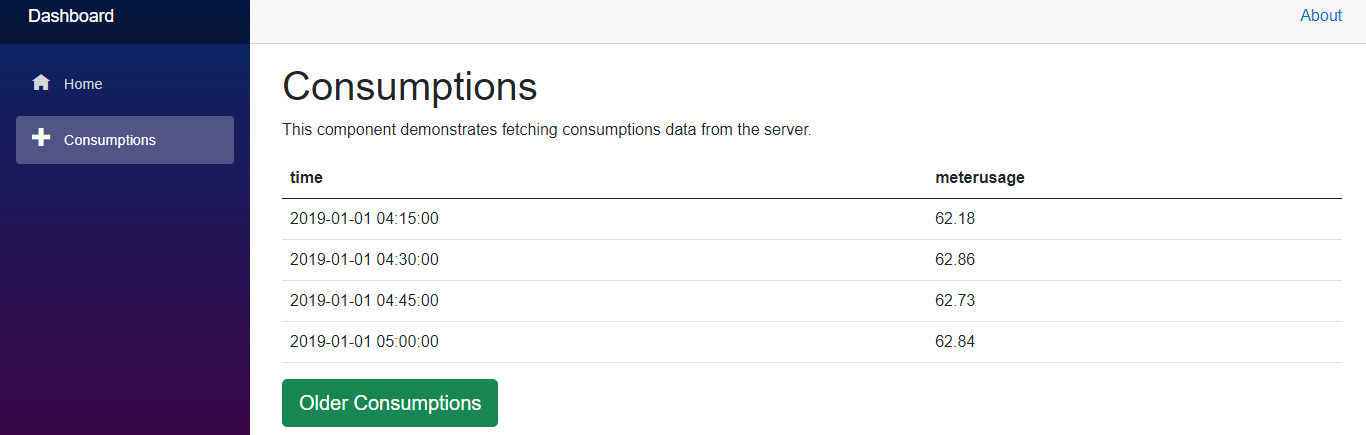 Dashboard
About
Home
Consumptions
Consumptions
This component demonstrates fetching consumptions data from the server.
time meterusage
2019-01-01 04:15:00 62.18
2019-01-01 04:30:00 62.86
2019-01-01 04:45:00 62.73
2019-01-01 05:00:00 62.84
Older Consumptions